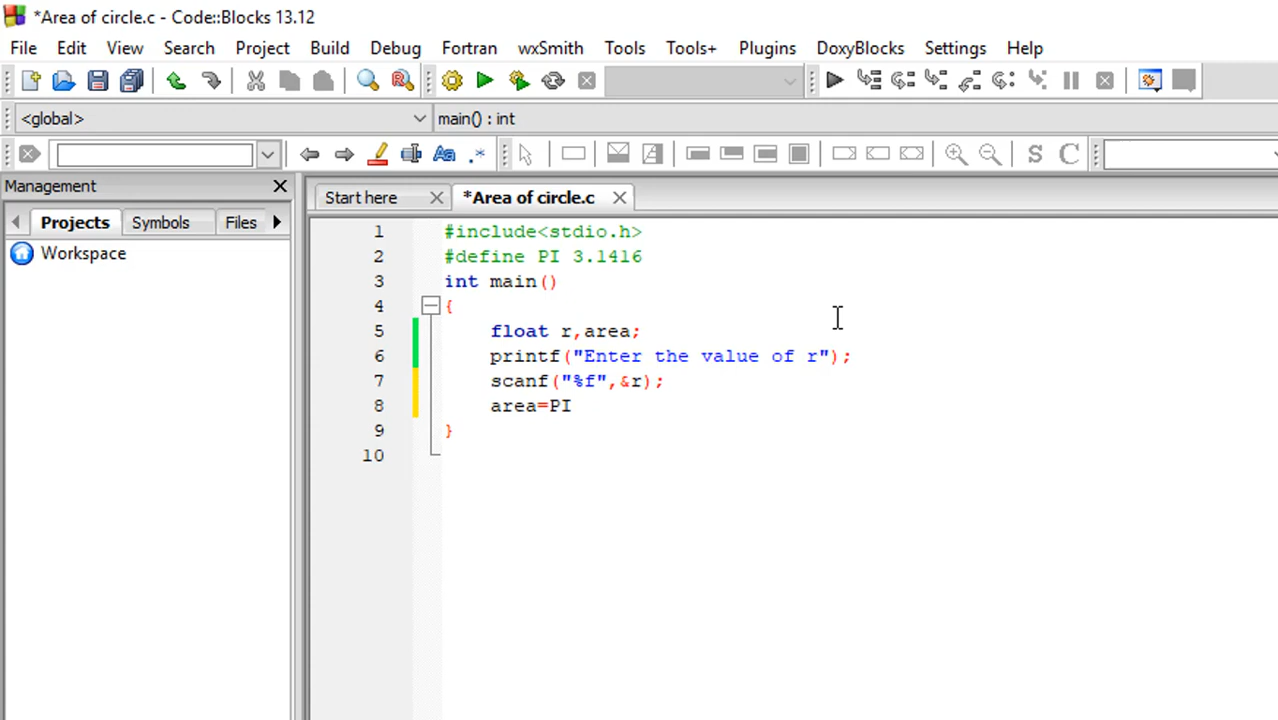 *Area of circle.c - Code::Blocks 13.12
File Edit View Search Project Build Debug Fortran wxSmith Tools Tools+ Plugins DoxyBlocks Settings Help
<global> main() : int
Management
Projects Symbols Files
Workspace
Start here *Area of circle.c
1 #include<stdio.h>
2 #define PI 3.1416
3 int main()
4 {
5 float r,area;
6 printf("Enter the value of r");
7 scanf("%f",&r);
8 area=PI
9 }
10